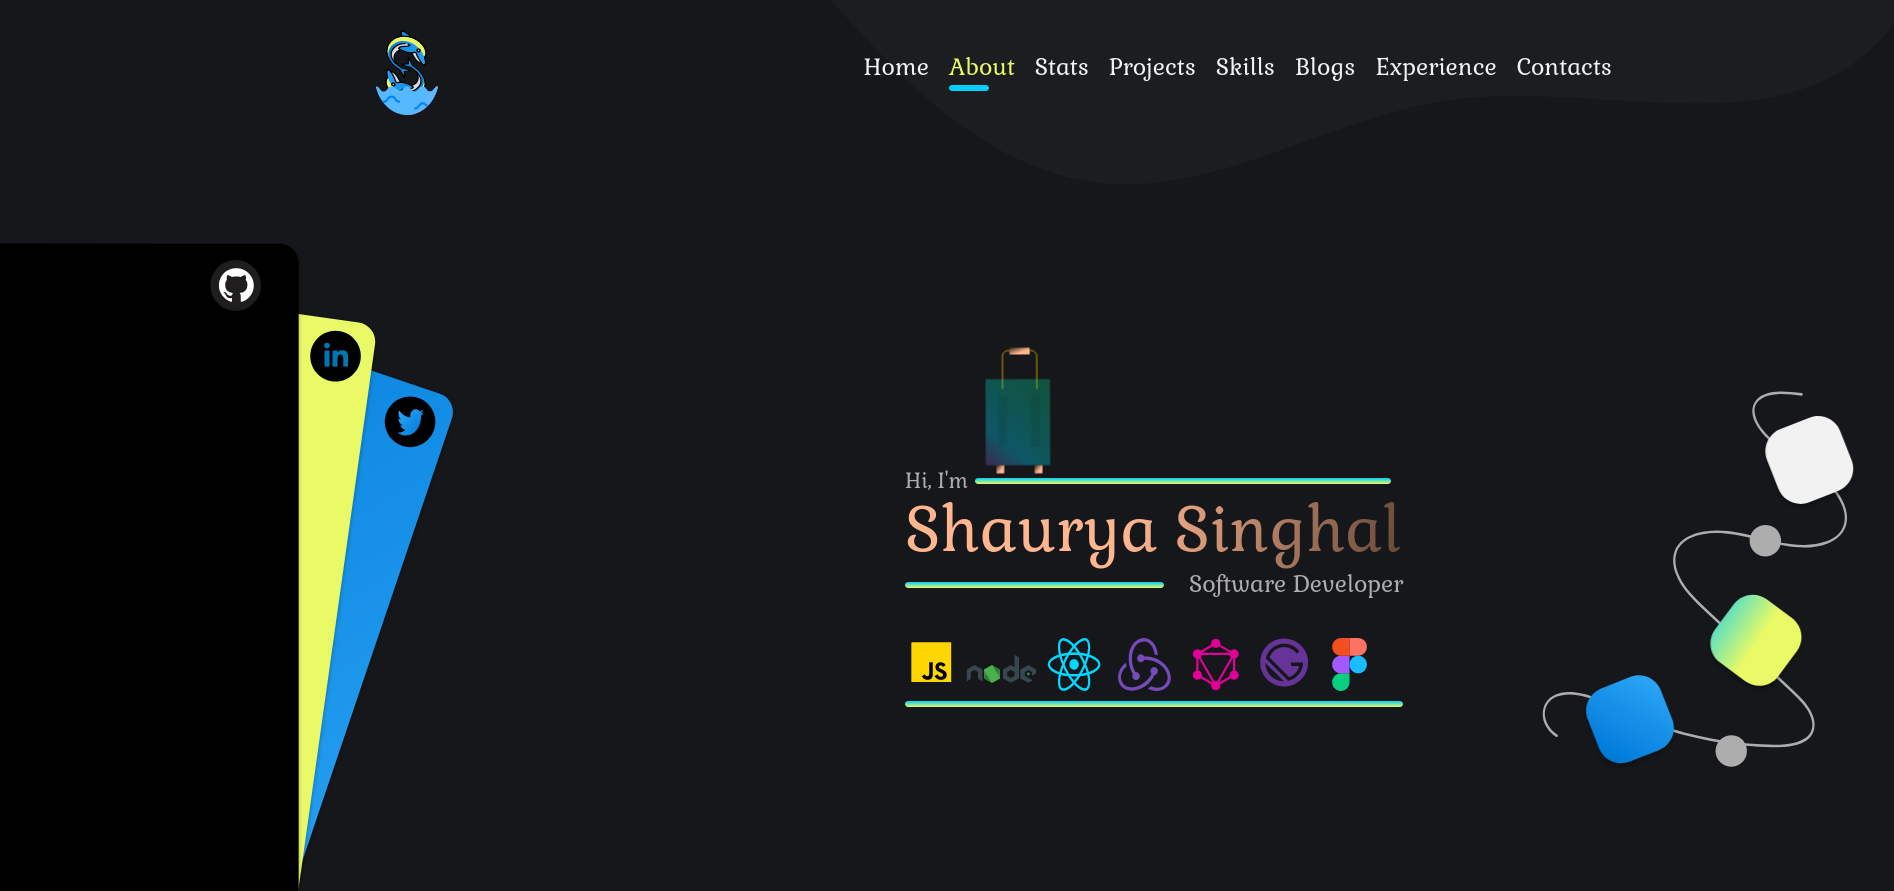 Home About Stats Projects Skills Blogs Experience Contacts
in
Hi, I'm
Shaurya Singhal
Software Developer
JS
node